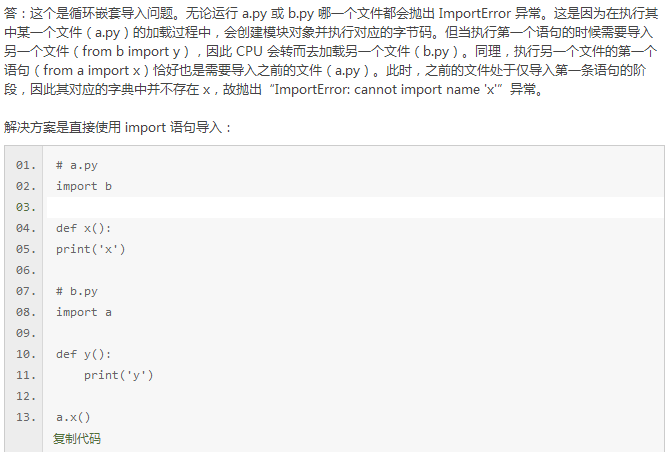 答：这个是循环嵌套导入问题。无论运行 a.py 或 b.py 哪一个文件都会抛出 ImportError 异常。这是因为在执行其
中某一个文件（a.py）的加载过程中，会创建模块对象并执行对应的字节码。但当执行第一个语句的时候需要导入
另一个文件（from b import y），因此 CPU 会转而去加载另一个文件（b.py）。同理，执行另一个文件的第一个
语句（from a import x）恰好也是需要导入之前的文件（a.py）。此时，之前的文件处于仅导入第一条语句的阶
段，因此其对应的字典中并不存在 x，故抛出“ImportError: cannot import name 'x'”异常。
解决方案是直接使用 import 语句导入：
01. # a.py
02. import b
03.
04. def x():
05. print('x')
06.
07. # b.py
08. import a
09.
10. def y():
11.     print('y')
12.
13. a.x()
复制代码